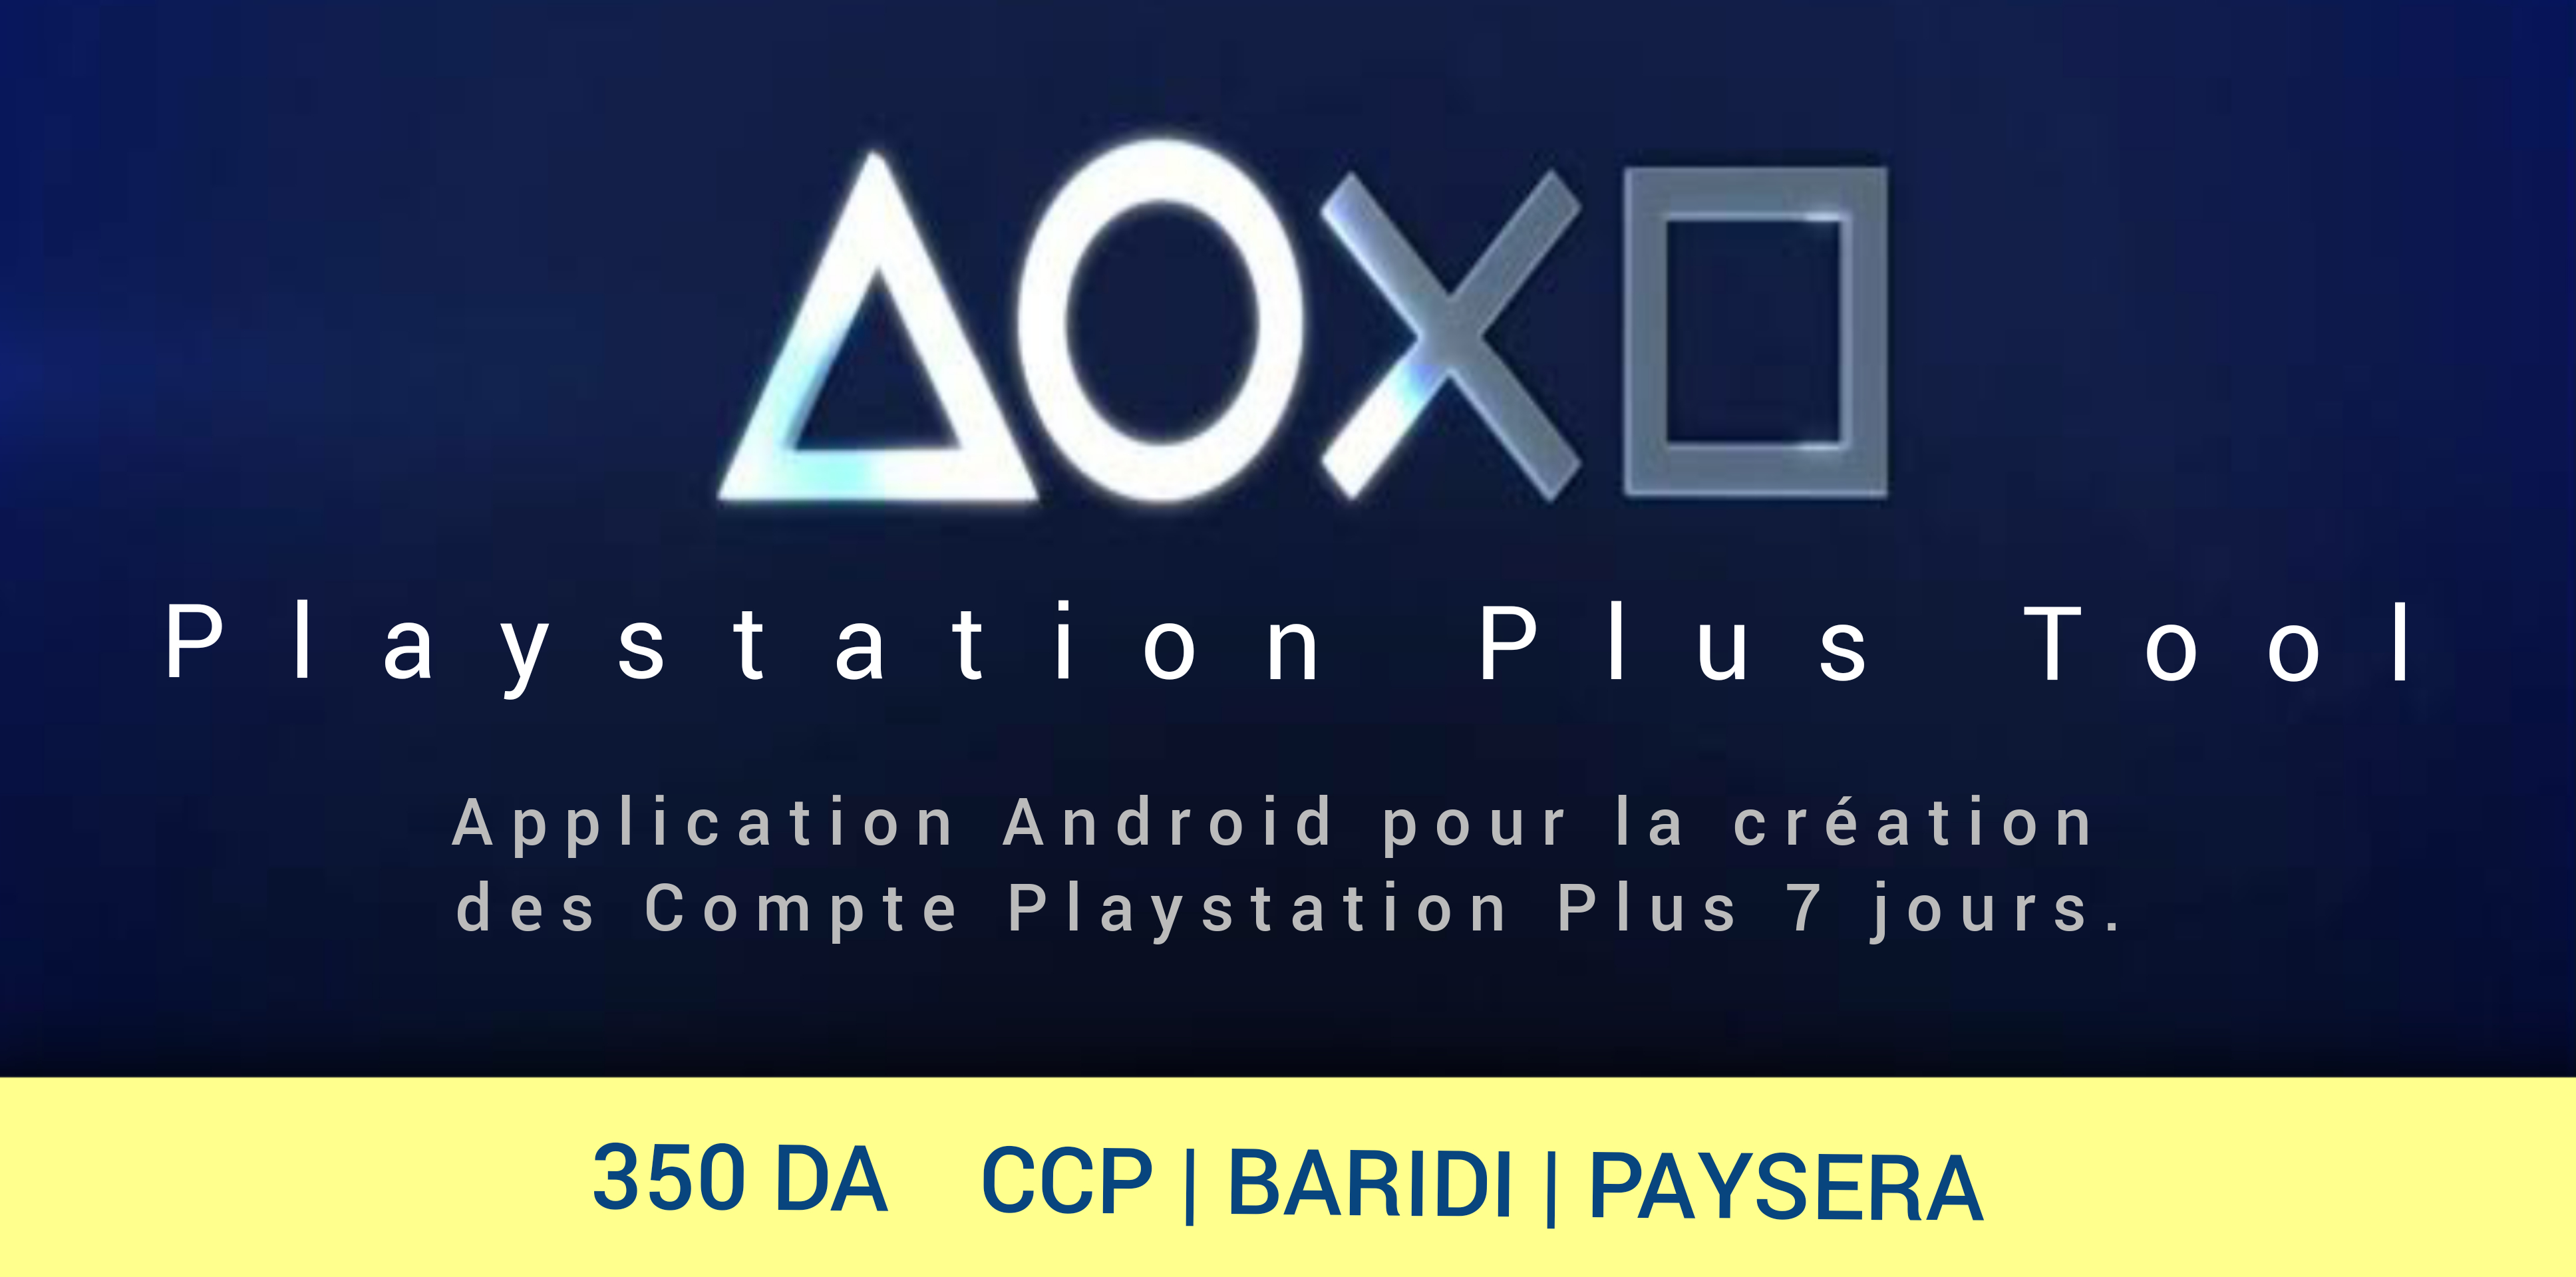 Playstation Plus Tool
Application Android pour la création
des Compte Playstation Plus 7 jours.
350 DA CCP | BARIDI | PAYSERA